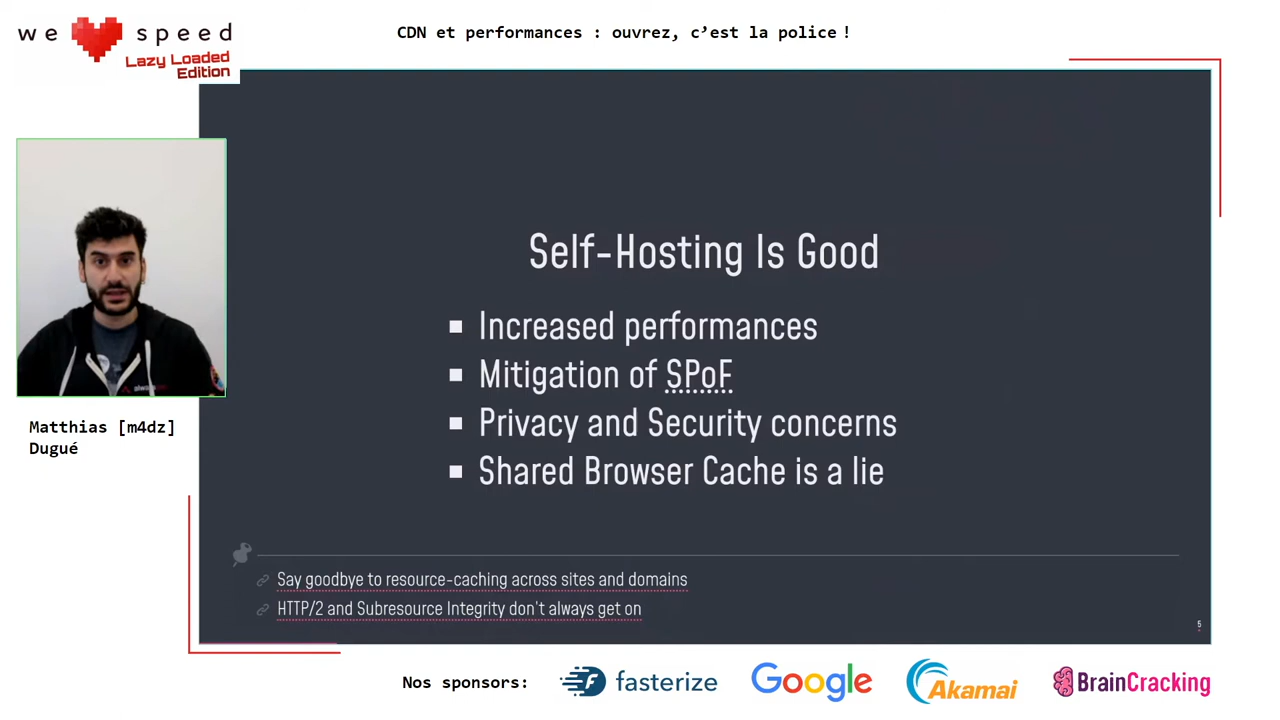 we speed
Lazy Loaded
Edition
CDN et performances : ouvrez, c’est la police !
Matthias [m4dz]
Dugué
Self-Hosting Is Good
Increased performances
Mitigation of SPoF
Privacy and Security concerns
Shared Browser Cache is a lie
Say goodbye to resource-caching across sites and domains
HTTP/2 and Subresource Integrity don't always get on
5
Nos sponsors:
fasterize
Google
Akamai
BrainCracking